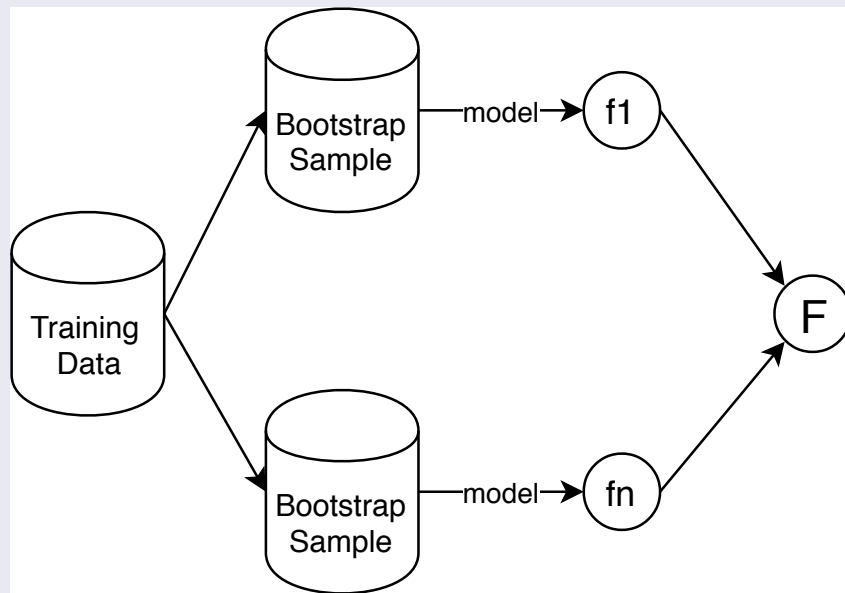 Bootstrap
Sample
model
f1
Training
Data
F
Bootstrap
Sample
model
fn